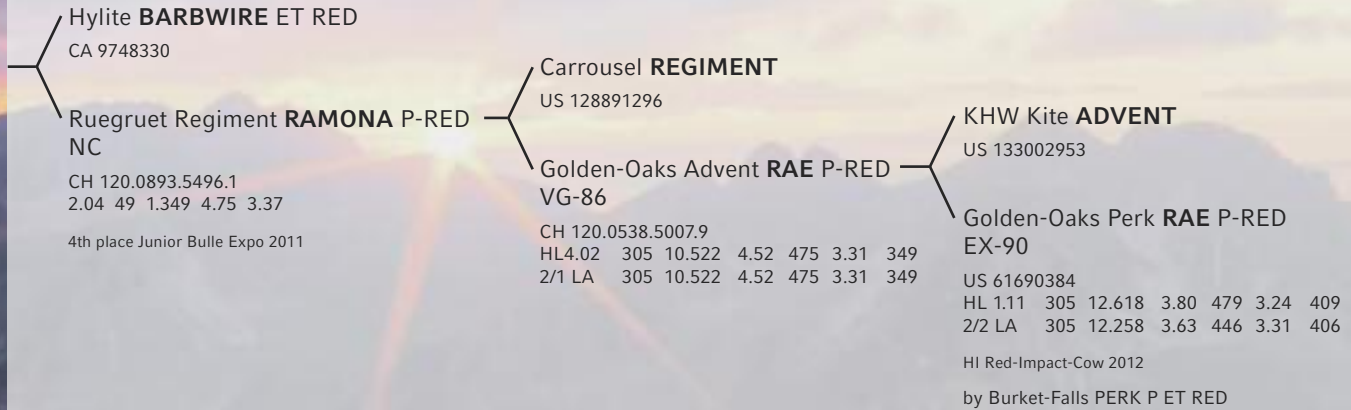 Hylite BARBWIRE ET RED
CA 9748330
Ruegruet Regiment RAMONA P-RED
NC
CH 120.0893.5496.1
2.04 49 1.349 4.75 3.37
4th place Junior Bulle Expo 2011
Carrousel REGIMENT
US 128891296
Golden-Oaks Advent RAE P-RED
VG-86
CH 120.0538.5007.9
HL4.02 305 10.522 4.52 475 3.31 349
2/1 LA 305 10.522 4.52 475 3.31 349
KHW Kite ADVENT
US 133002953
Golden-Oaks Perk RAE P-RED
EX-90
US 61690384
HL 1.11 305 12.618 3.80 479 3.24 409
2/2 LA 305 12.258 3.63 446 3.31 406
HI Red-Impact-Cow 2012
by Burket-Falls PERK P ET RED